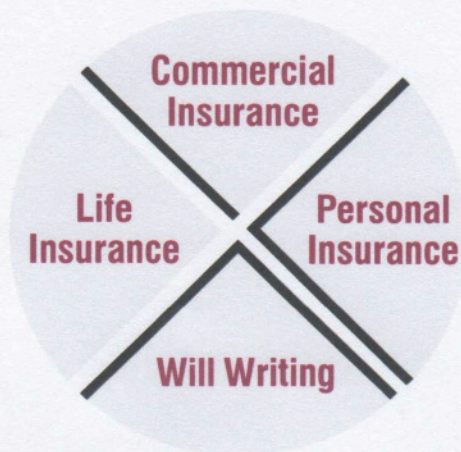 Commercial
Insurance
Life
Insurance
Personal
Insurance
Will Writing